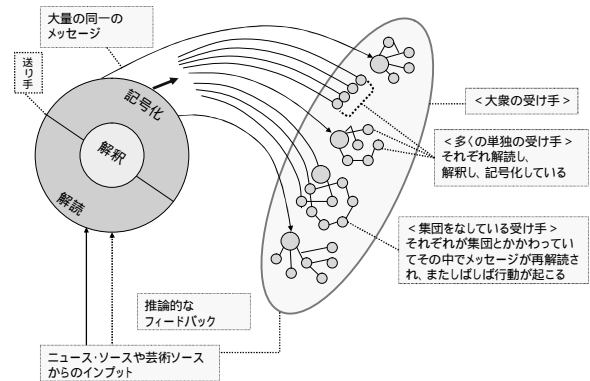 大量の同一の
メッセージ
送り手
記号化
解釈
解読
＜大衆の受け手＞
＜多くの単独の受け手＞
それぞれ解読し、
解釈し、記号化している
＜集団をなしている受け手＞
それぞれが集団とかかわってい
てその中でメッセージが再解読さ
れ、またしばしば行動が起こる
推論的な
フィードバック
ニュース・ソースや芸術ソース
からのインプット